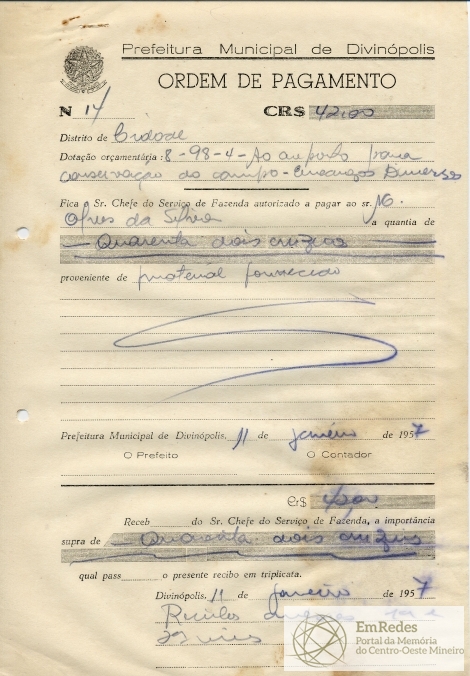 Prefeitura Municipal de Divinópolis
ORDEM DE PAGAMENTO
N 14 CR$ 42,00
Distrito de Cidade
Dotação orçamentária: 8-98-4- Ao aeroporto para
conservação do campo - Encargos Diversos
Fica o Sr. Chefe do Serviço de Fazenda autorizado a pagar ao sr.
da Silva a quantia de
Quarenta dois cruzeiros
proveniente de material fornecido
Prefeitura Municipal de Divinópolis, 11 de janeiro de 1957
O Prefeito O Contador
Cr$ 42,00
Receb do Sr. Chefe do Serviço de Fazenda, a importância
supra de Quarenta dois cruzeiros
qual pass o presente recibo em triplicata.
Divinópolis, 11 de janeiro de 1957
EmRedes
Portal da Memória
do Centro-Oeste Mineiro